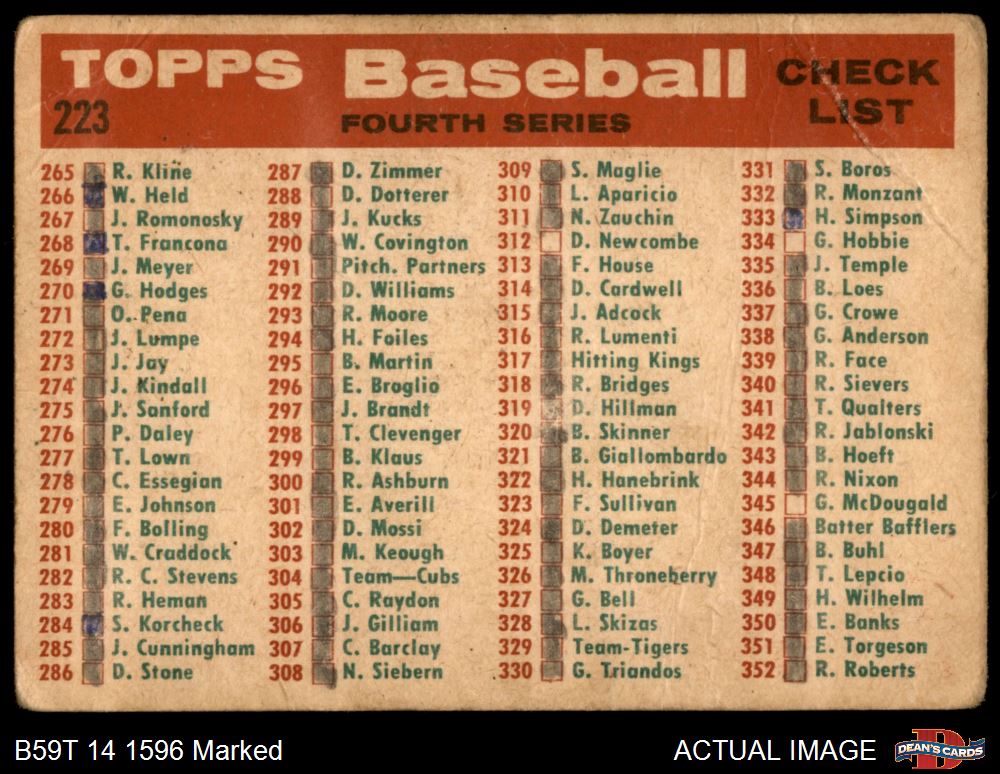 TOPPS Baseball CHECK LIST
223 FOURTH SERIES
265 R. Kline
266 W. Held
267 J. Romonosky
268 T. Francona
269 J. Meyer
270 G. Hodges
271 O. Pena
272 J. Lumpe
273 J. Jay
274 J. Kindall
275 J. Sanford
276 P. Daley
277 T. Lown
278 C. Essegian
279 E. Johnson
280 F. Bolling
281 W. Craddock
282 R. C. Stevens
283 R. Heman
284 S. Korcheck
285 J. Cunningham
286 D. Stone
287 D. Zimmer
288 D. Dotterer
289 J. Kucks
290 W. Covington
291 Pitch. Partners
292 D. Williams
293 R. Moore
294 H. Foiles
295 B. Martin
296 E. Broglio
297 J. Brandt
298 T. Clevenger
299 B. Klaus
300 R. Ashburn
301 E. Averill
302 D. Mossi
303 M. Keough
304 Team—Cubs
305 C. Raydon
306 J. Gilliam
307 C. Barclay
308 N. Siebern
309 S. Maglie
310 L. Aparicio
311 N. Zauchin
312 D. Newcombe
313 F. House
314 D. Cardwell
315 J. Adcock
316 R. Lumenti
317 Hitting Kings
318 R. Bridges
319 D. Hillman
320 B. Skinner
321 B. Giallombardo
322 H. Hanebrink
323 F. Sullivan
324 D. Demeter
325 K. Boyer
326 M. Throneberry
327 G. Bell
328 L. Skizas
329 Team-Tigers
330 G. Triandos
331 S. Boros
332 R. Monzant
333 H. Simpson
334 G. Hobbie
335 J. Temple
336 B. Loes
337 G. Crowe
338 G. Anderson
339 R. Face
340 R. Sievers
341 T. Qualters
342 R. Jablonski
343 B. Hoeft
344 R. Nixon
345 G. McDougald
346 Batter Bafflers
347 B. Buhl
348 T. Lepcio
349 H. Wilhelm
350 E. Banks
351 E. Torgeson
352 R. Roberts
B59T 14 1596 Marked
ACTUAL IMAGE
DEAN'S CARDS